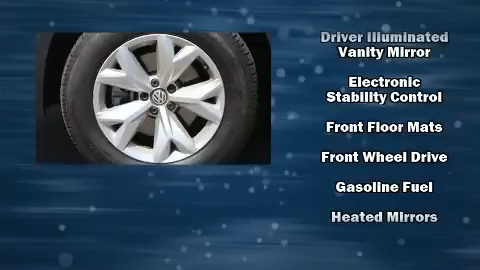 Driver Illuminated
Vanity Mirror
Electronic
Stability Control
Front Floor Mats
Front Wheel Drive
Gasoline Fuel
Heated Mirrors